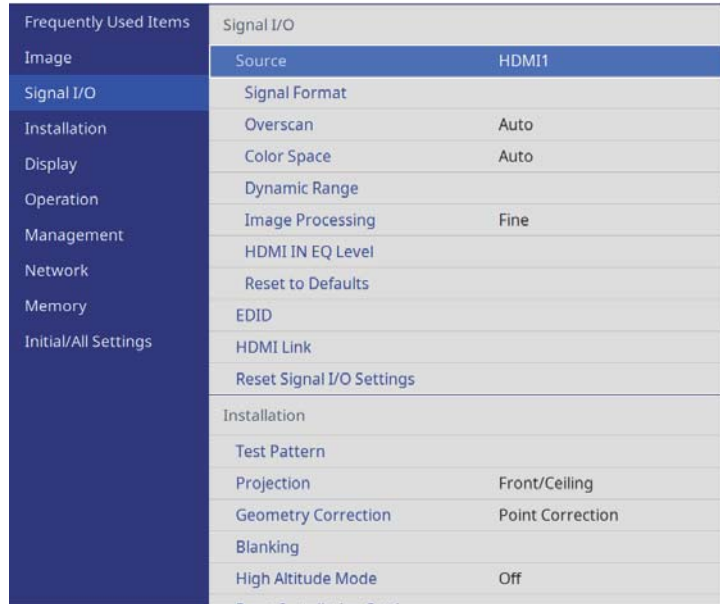 Frequently Used Items
Image
Signal I/O
Installation
Display
Operation
Management
Network
Memory
Initial/All Settings
Signal I/O
Source HDMI1
Signal Format
Overscan Auto
Color Space Auto
Dynamic Range
Image Processing Fine
HDMI IN EQ Level
Reset to Defaults
EDID
HDMI Link
Reset Signal I/O Settings
Installation
Test Pattern
Projection Front/Ceiling
Geometry Correction Point Correction
Blanking
High Altitude Mode Off